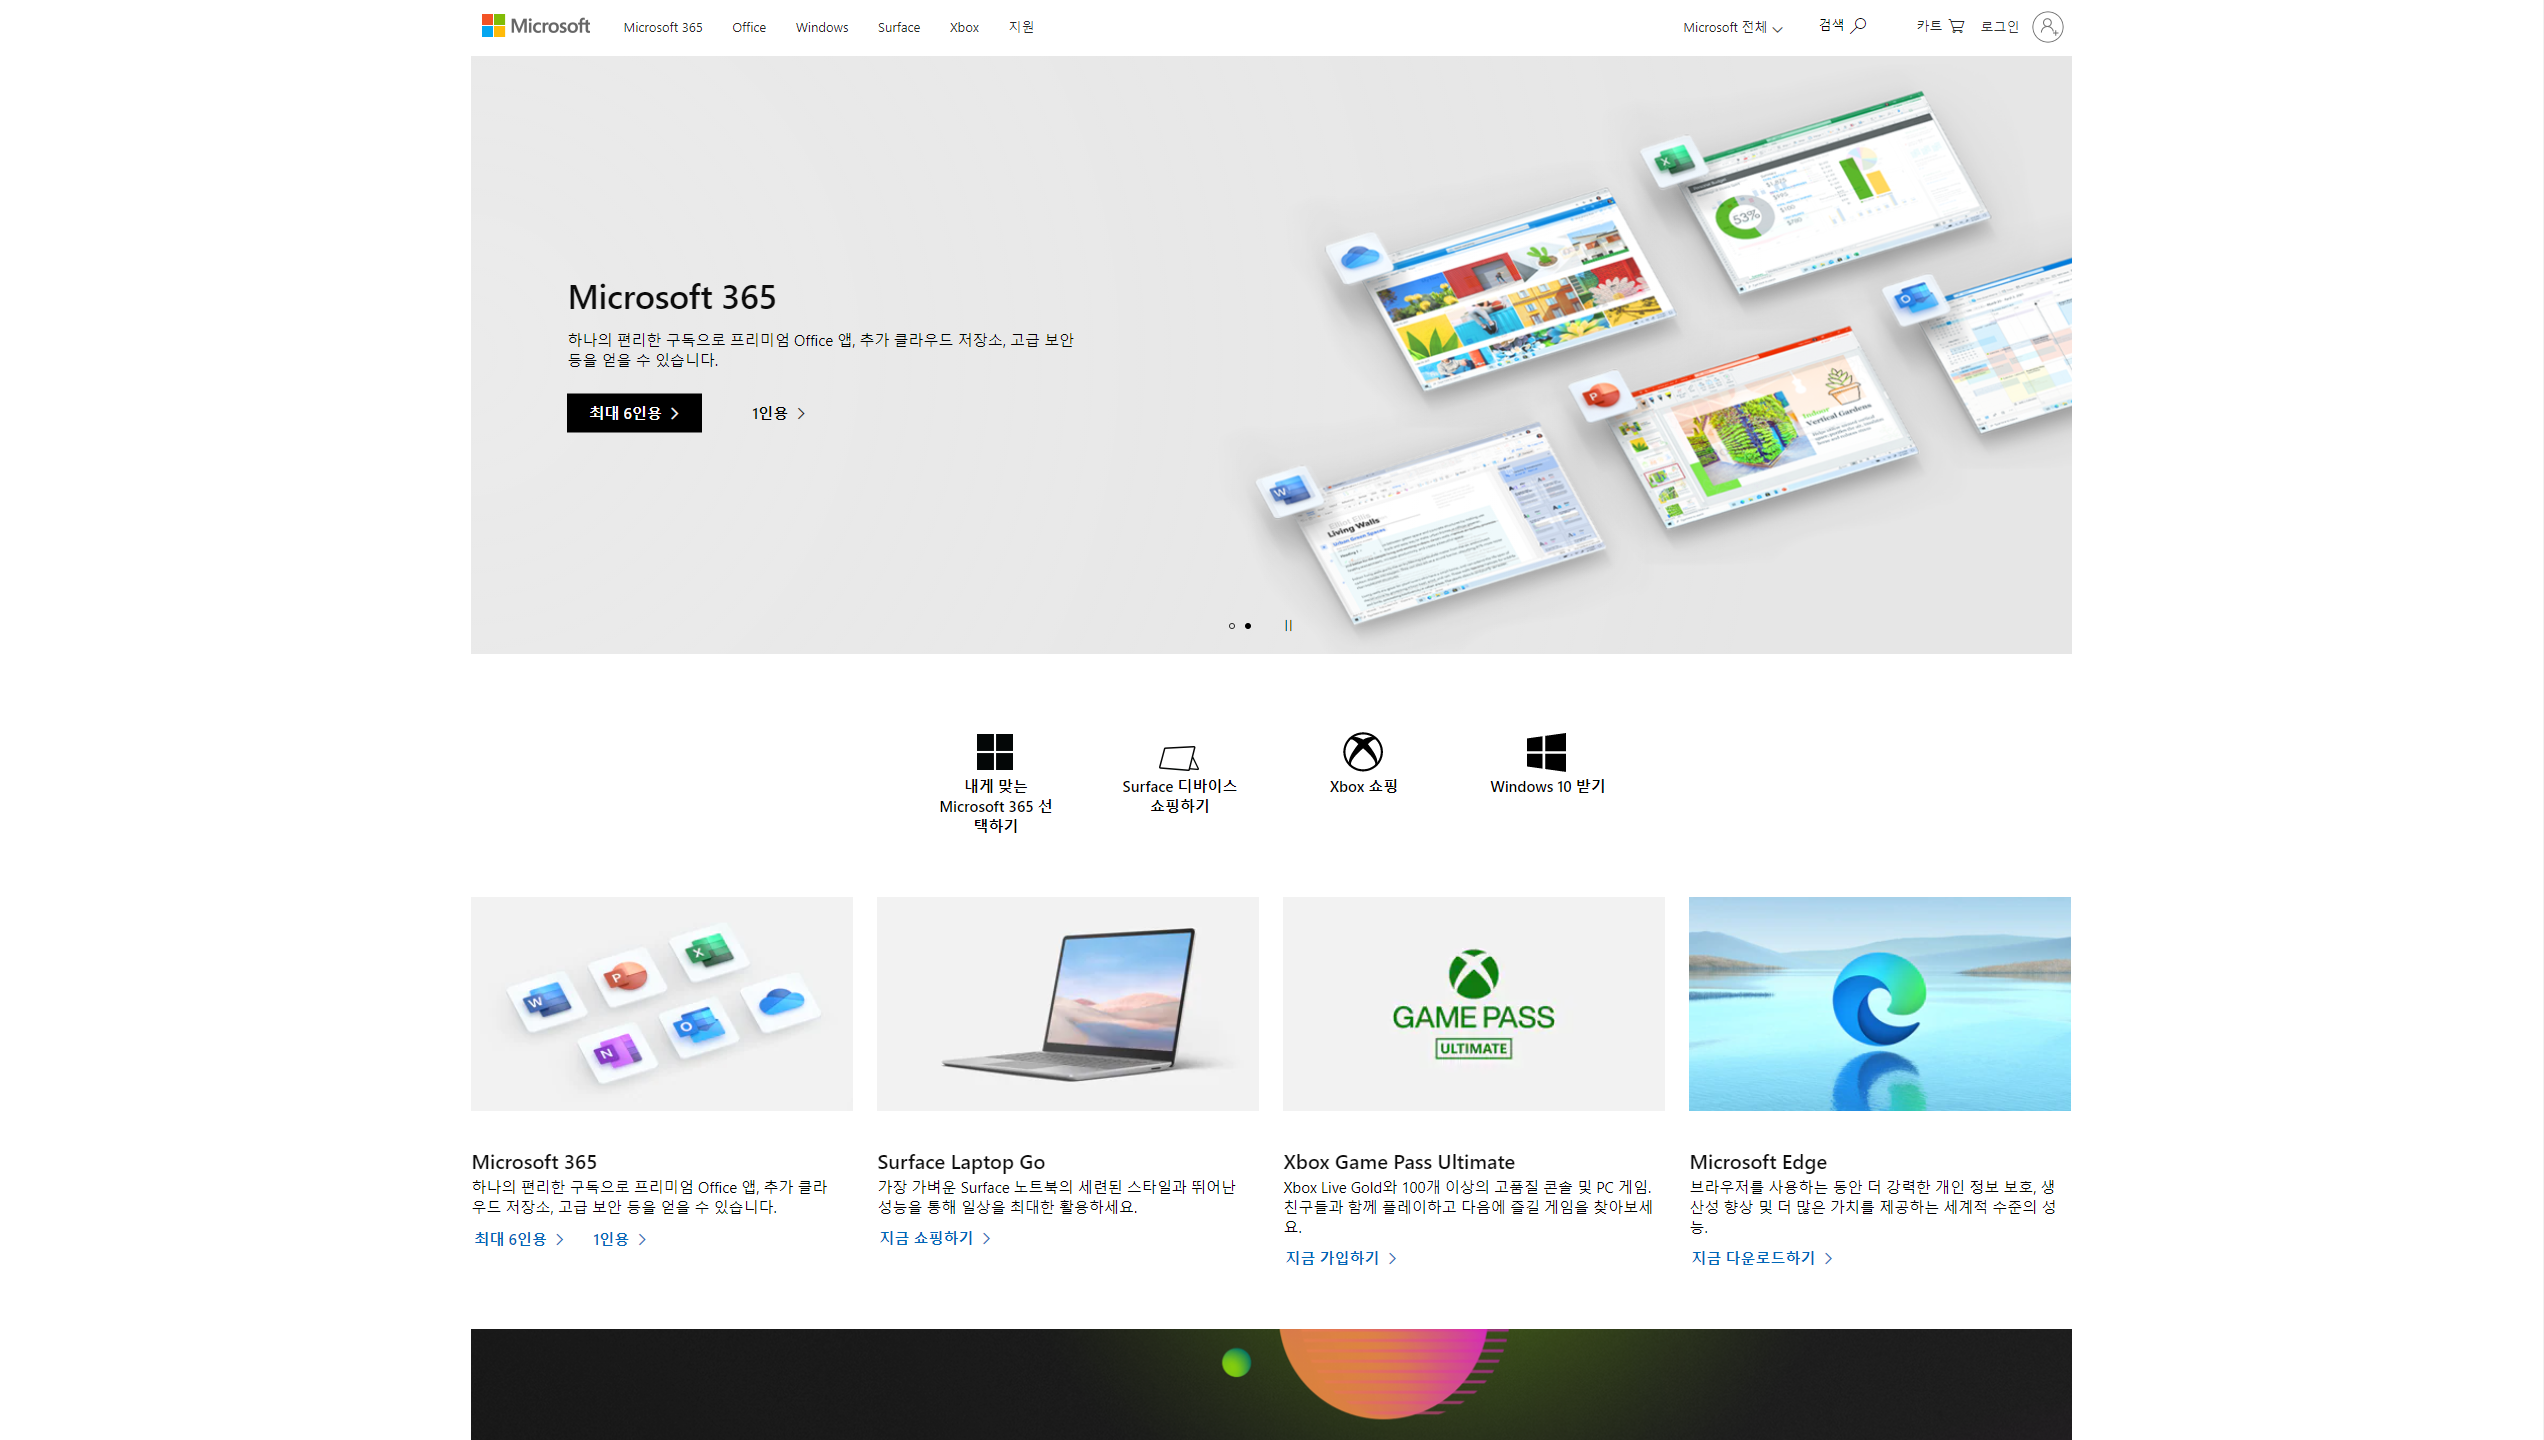 Microsoft
Microsoft 365
Office
Windows
Surface
Xbox
지원
Microsoft 전체
검색
카트
로그인
Microsoft 365
하나의 편리한 구독으로 프리미엄 Office 앱, 추가 클라우드 저장소, 고급 보안
등을 얻을 수 있습니다.
최대 6인용
1인용
53%
Indoor
Vertical Gardens
Living Walls
Urban Green Spaces
내게 맞는
Microsoft 365 선
택하기
Surface 디바이스
쇼핑하기
Xbox 쇼핑
Windows 10 받기
GAME PASS
ULTIMATE
Microsoft 365
하나의 편리한 구독으로 프리미엄 Office 앱, 추가 클라
우드 저장소, 고급 보안 등을 얻을 수 있습니다.
최대 6인용
1인용
Surface Laptop Go
가장 가벼운 Surface 노트북의 세련된 스타일과 뛰어난
성능을 통해 일상을 최대한 활용하세요.
지금 쇼핑하기
Xbox Game Pass Ultimate
Xbox Live Gold와 100개 이상의 고품질 콘솔 및 PC 게임.
친구들과 함께 플레이하고 다음에 즐길 게임을 찾아보세
요.
지금 가입하기
Microsoft Edge
브라우저를 사용하는 동안 더 강력한 개인 정보 보호, 생
산성 향상 및 더 많은 가치를 제공하는 세계적 수준의 성
능.
지금 다운로드하기